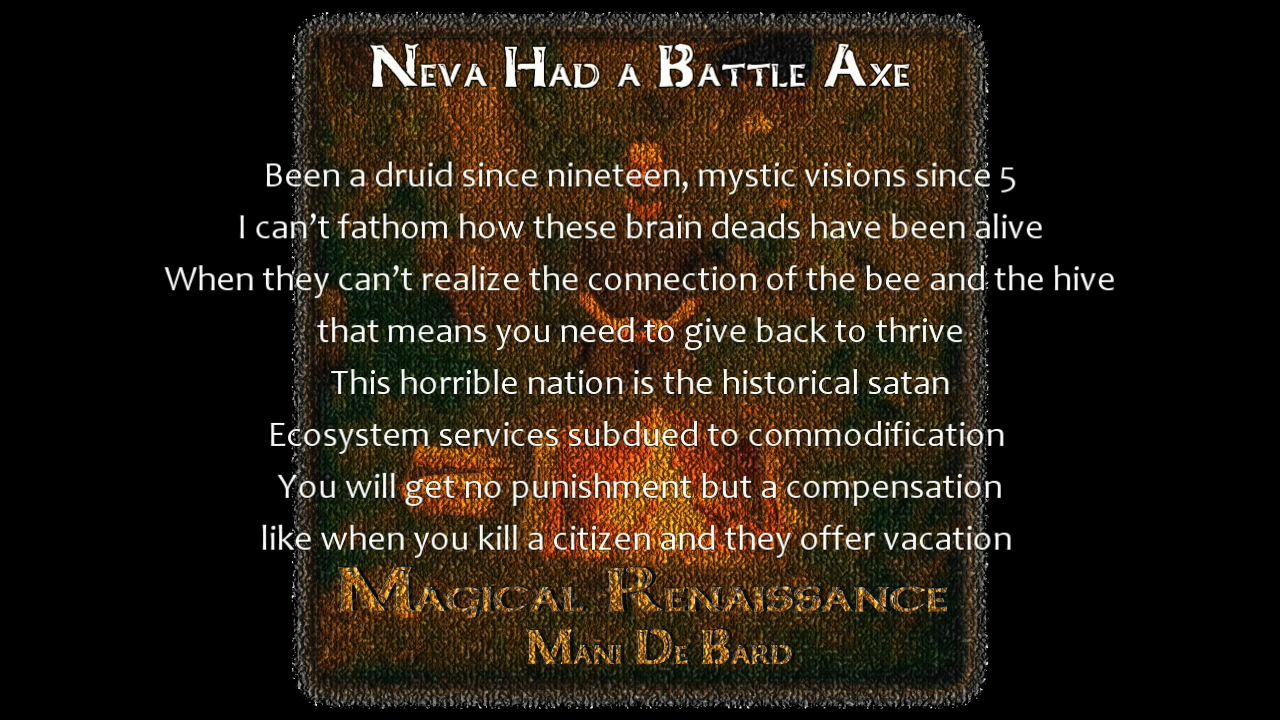 Neva Had a Battle Axe
Been a druid since nineteen, mystic visions since 5
I can't fathom how these brain deads have been alive
When they can't realize the connection of the bee and the hive
that means you need to give back to thrive
This horrible nation is the historical satan
Ecosystem services subdued to commodification
You will get no punishment but a compensation
like when you kill a citizen and they offer vacation
Magical Renaissance
Mani De Bard